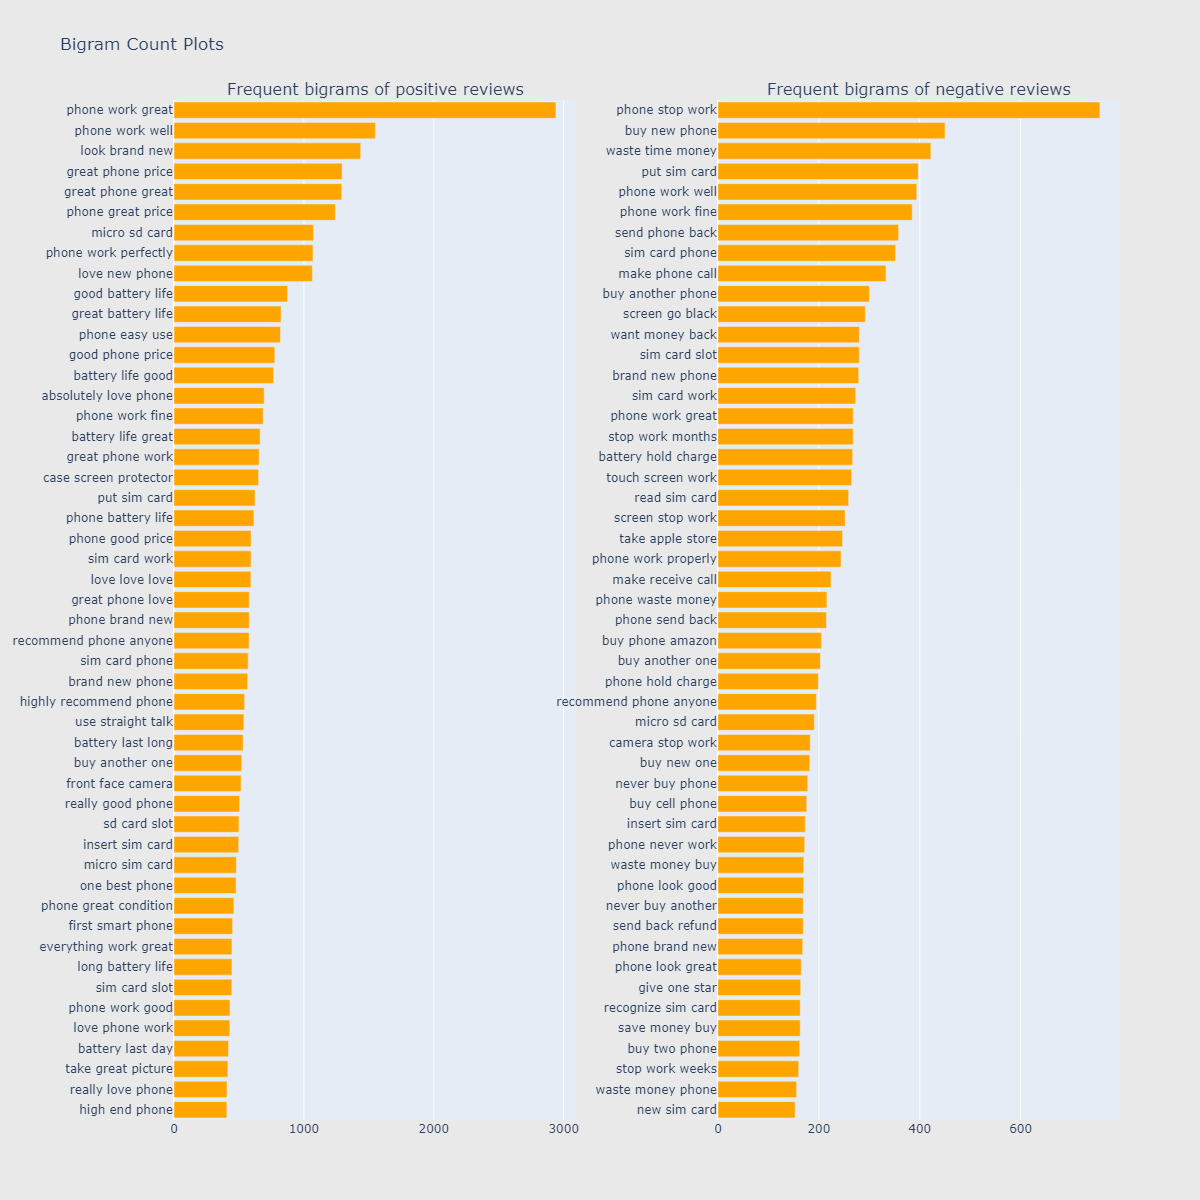 Bigram Count Plots
Frequent bigrams of positive reviews
phone work great
phone work well
look brand new
great phone price
great phone great
phone great price
micro sd card
phone work perfectly
love new phone
good battery life
great battery life
phone easy use
good phone price
battery life good
absolutely love phone
phone work fine
battery life great
great phone work
case screen protector
put sim card
phone battery life
phone good price
sim card work
love love love
great phone love
phone brand new
recommend phone anyone
sim card phone
brand new phone
highly recommend phone
use straight talk
battery last long
buy another one
front face camera
really good phone
sd card slot
insert sim card
micro sim card
one best phone
phone great condition
first smart phone
everything work great
long battery life
sim card slot
phone work good
love phone work
battery last day
take great picture
really love phone
high end phone
0 1000 2000 3000
Frequent bigrams of negative reviews
phone stop work
buy new phone
waste time money
put sim card
phone work well
phone work fine
send phone back
sim card phone
make phone call
buy another phone
screen go black
want money back
sim card slot
brand new phone
sim card work
phone work great
stop work months
battery hold charge
touch screen work
read sim card
screen stop work
take apple store
phone work properly
make receive call
phone waste money
phone send back
buy phone amazon
buy another one
phone hold charge
recommend phone anyone
micro sd card
camera stop work
buy new one
never buy phone
buy cell phone
insert sim card
phone never work
waste money buy
phone look good
never buy another
send back refund
phone brand new
phone look great
give one star
recognize sim card
save money buy
buy two phone
stop work weeks
waste money phone
new sim card
0 200 400 600